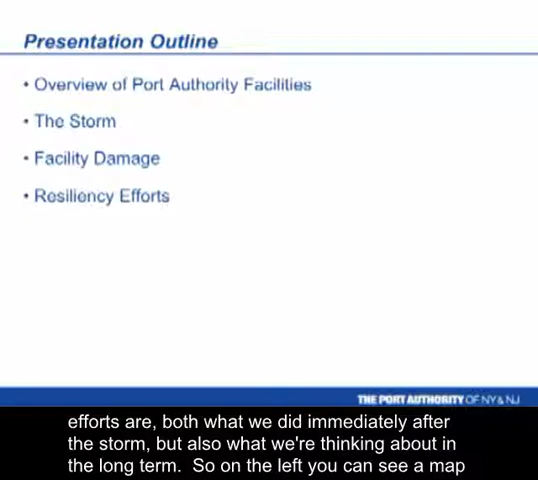 Presentation Outline
• Overview of Port Authority Facilities
• The Storm
• Facility Damage
• Resiliency Efforts
THE PORT AUTHORITY OF NY & NJ
efforts are, both what we did immediately after
the storm, but also what we're thinking about in
the long term.  So on the left you can see a map